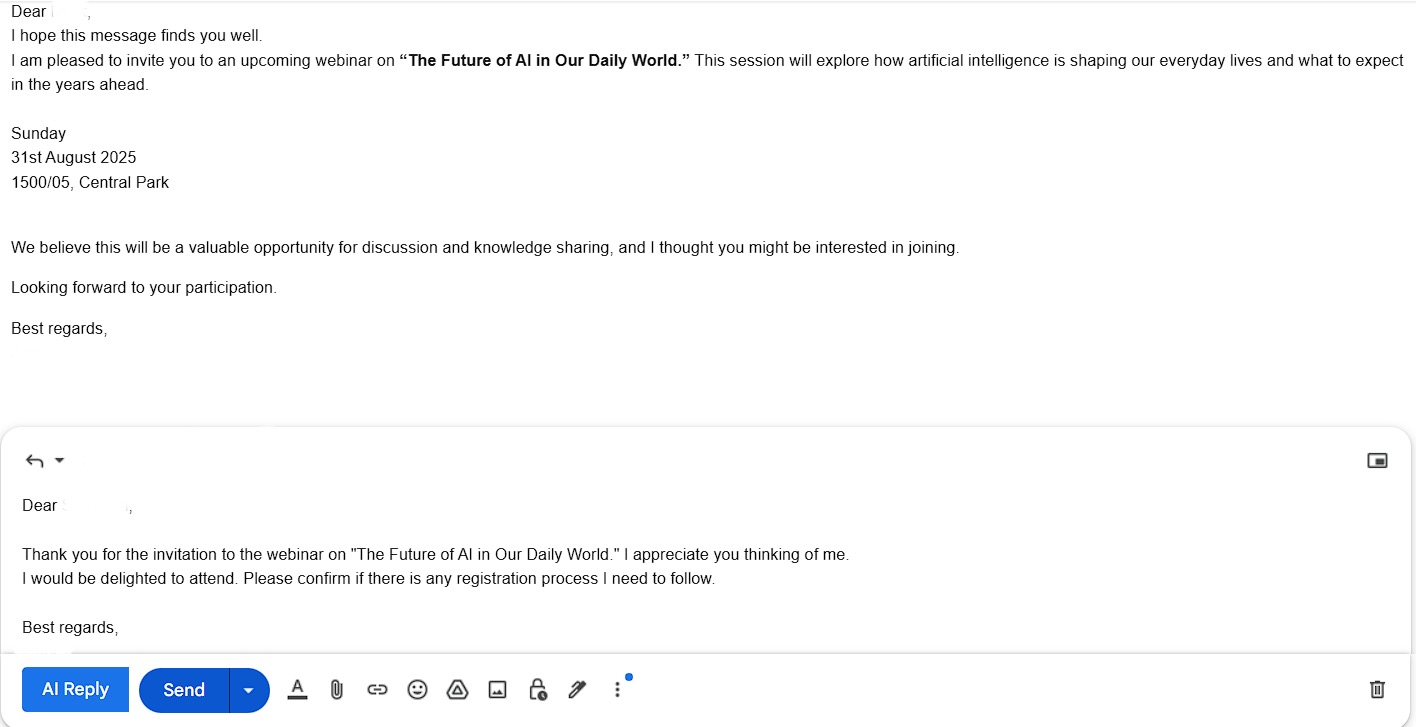 Dear ,
I hope this message finds you well.
I am pleased to invite you to an upcoming webinar on “The Future of AI in Our Daily World.” This session will explore how artificial intelligence is shaping our everyday lives and what to expect
in the years ahead.
Sunday
31st August 2025
1500/05, Central Park
We believe this will be a valuable opportunity for discussion and knowledge sharing, and I thought you might be interested in joining.
Looking forward to your participation.
Best regards,
Dear ,
Thank you for the invitation to the webinar on "The Future of AI in Our Daily World." I appreciate you thinking of me.
I would be delighted to attend. Please confirm if there is any registration process I need to follow.
Best regards,
AI Reply Send A